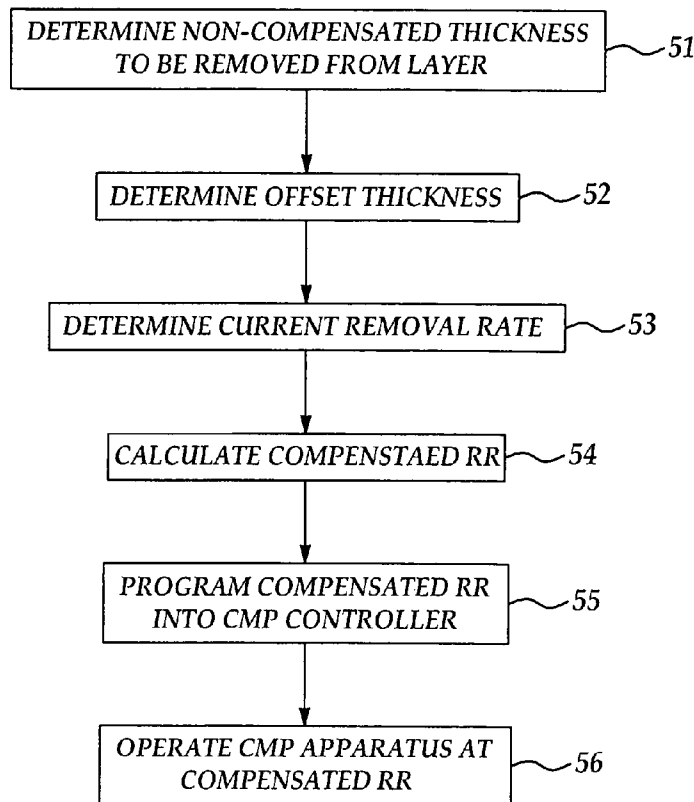 DETERMINE NON-COMPENSATED THICKNESS
TO BE REMOVED FROM LAYER
51
DETERMINE OFFSET THICKNESS
52
DETERMINE CURRENT REMOVAL RATE
53
CALCULATE COMPENSTAED RR
54
PROGRAM COMPENSATED RR
INTO CMP CONTROLLER
55
OPERATE CMP APPARATUS AT
COMPENSATED RR
56